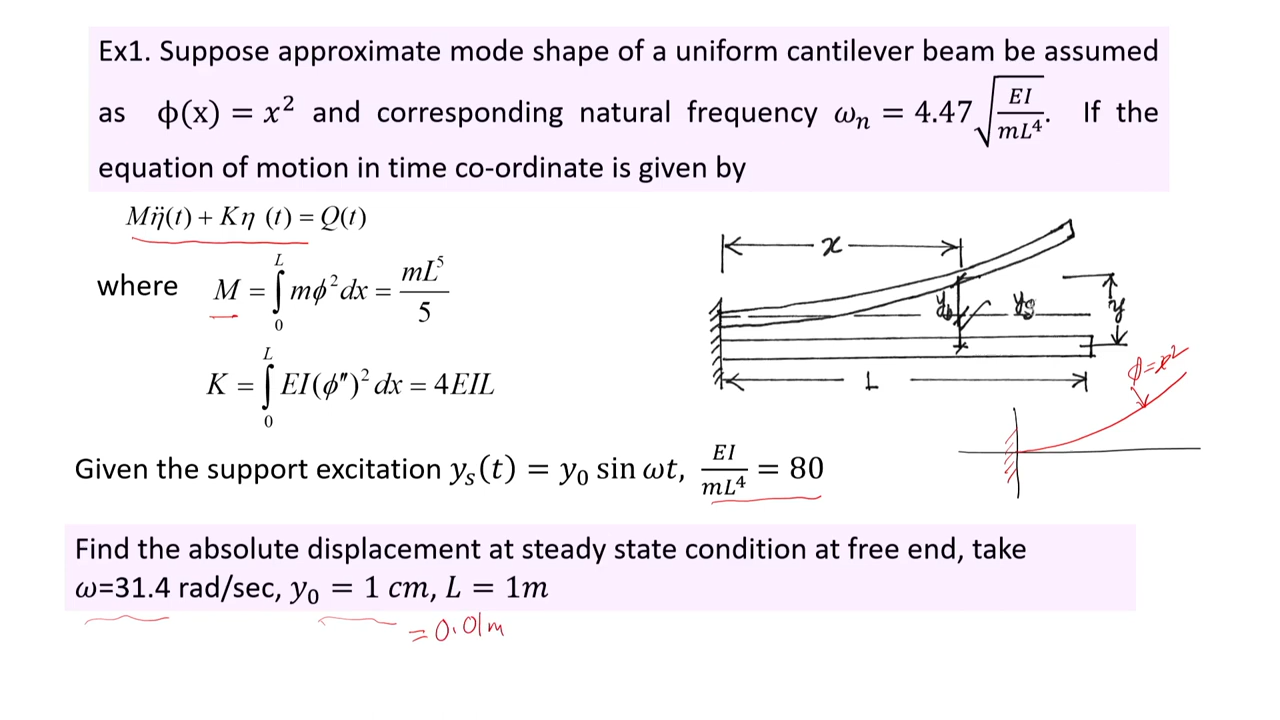 Ex1. Suppose approximate mode shape of a uniform cantilever beam be assumed
as ϕ(x) = x² and corresponding natural frequency ωₙ = 4.47 √(EI/mL⁴). If the
equation of motion in time co-ordinate is given by
Mη̈(t) + Kη (t) = Q(t)
where M = ∫₀ᴸ mϕ² dx = mL⁵/5
K = ∫₀ᴸ EI(ϕ″)² dx = 4EIL
x
y
L
ϕ=x²
Given the support excitation yₛ(t) = y₀ sin ωt, EI/mL⁴ = 80
Find the absolute displacement at steady state condition at free end, take
ω=31.4 rad/sec, y₀ = 1 cm, L = 1m
= 0.01m